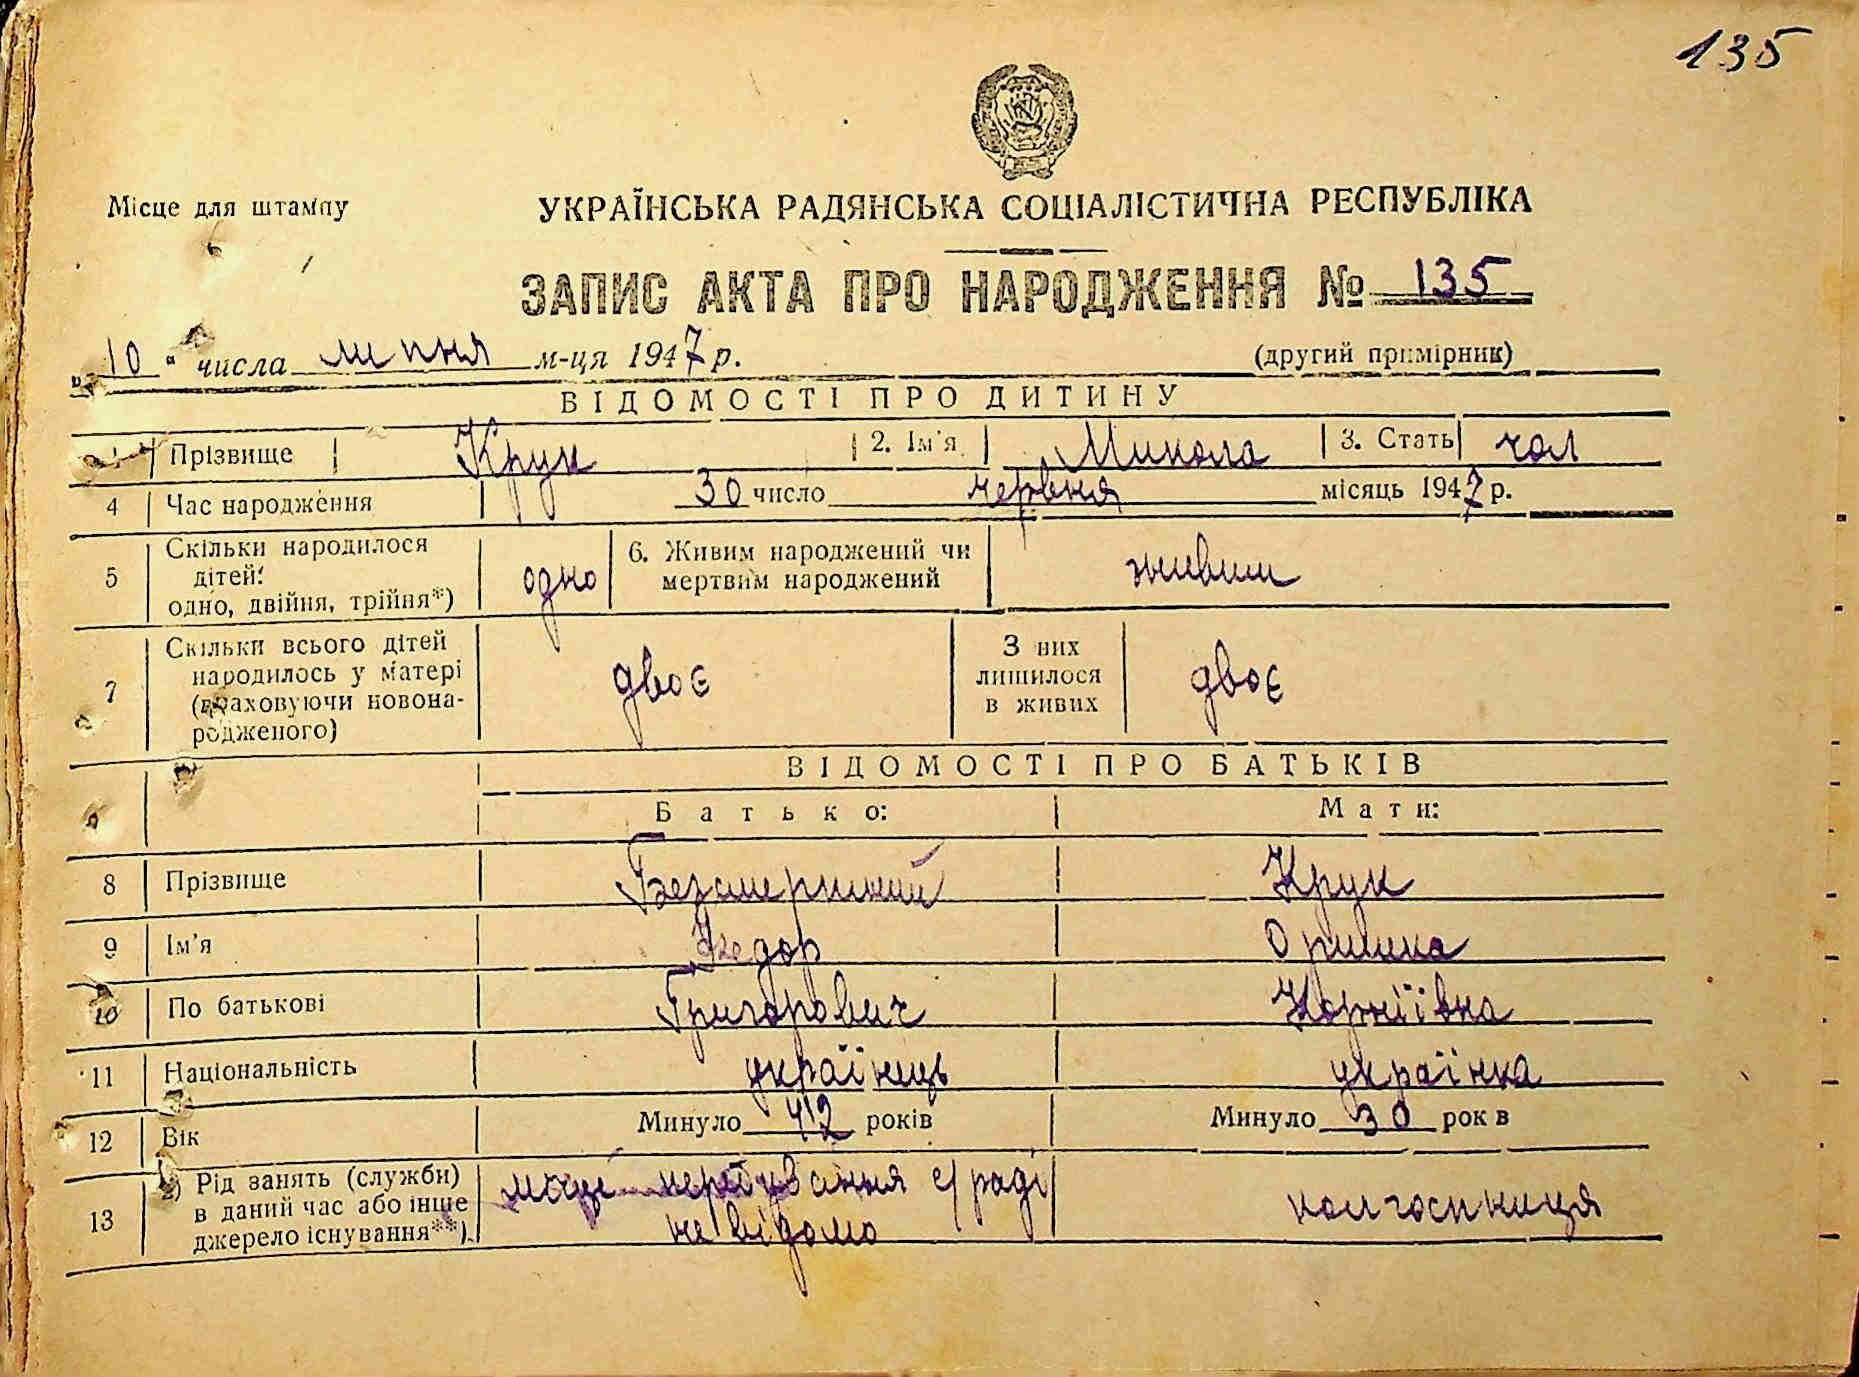 135
Місце для штампу
УКРАЇНСЬКА РАДЯНСЬКА СОЦІАЛІСТИЧНА РЕСПУБЛІКА
ЗАПИС АКТА ПРО НАРОДЖЕННЯ № 135
„10" числа липня м-ця 1947 р. (другий примірник)
ВІДОМОСТІ ПРО ДИТИНУ
Прізвище Крук 2. Ім'я Микола 3. Стать чол
4 Час народження 30 число червня місяць 1947 р.
5 Скільки народилося дітей: одно, двійня, трійня*) одно 6. Живим народжений чи мертвим народжений живим
7 Скільки всього дітей народилось у матері (враховуючи новонародженого) двоє З них лишилося в живих двоє
ВІДОМОСТІ ПРО БАТЬКІВ
Батько: Мати:
8 Прізвище Безсмертний Крук
9 Ім'я Федор Оришка
10 По батькові Григорович Корніївна
11 Національність українець українка
12 Вік Минуло 42 років Минуло 30 рок в
13 Рід занять (служби) в даний час або інше джерело існування**) місце перебування с/раді не відомо колгоспниця